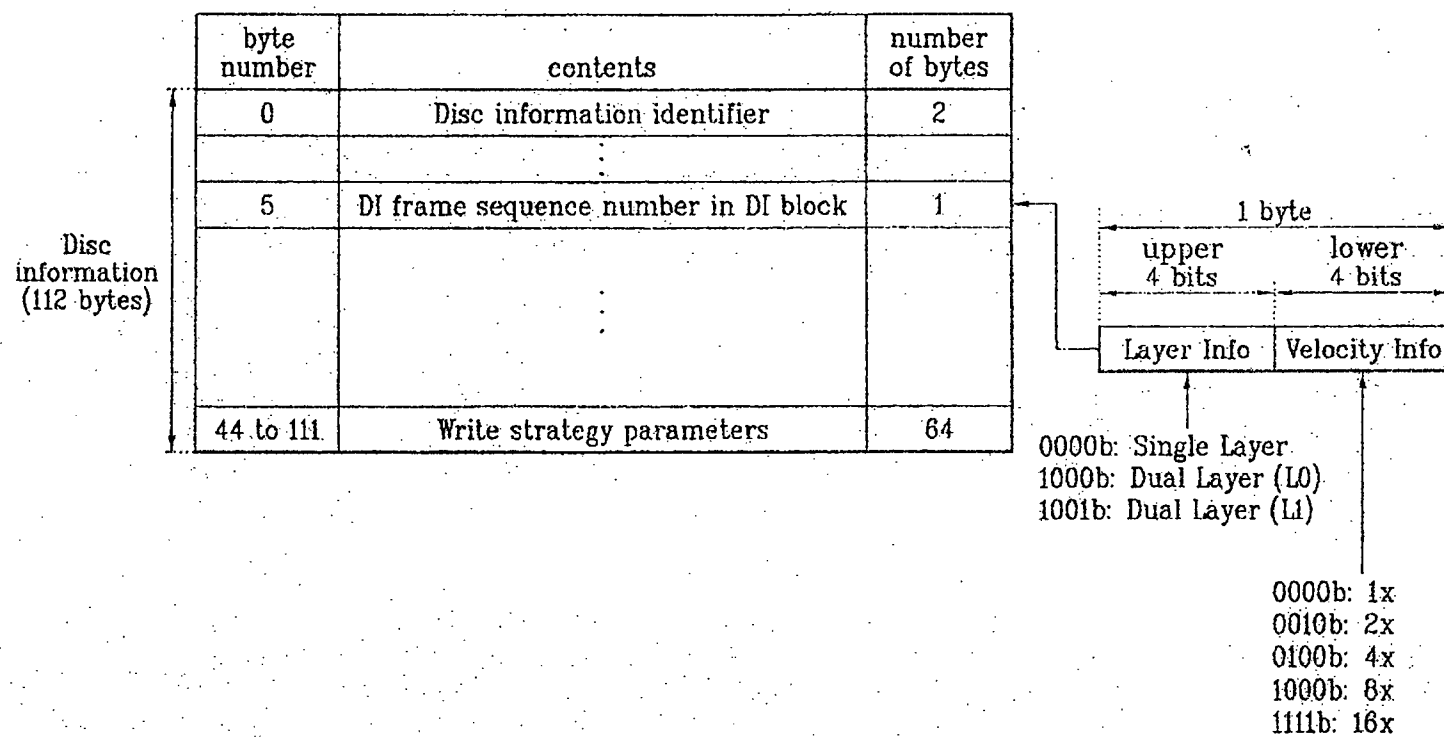 byte number
contents
number of bytes
0
Disc information identifier
2
5
DI frame sequence number in DI block
1
44 to 111
Write strategy parameters
64
Disc
information
(112 bytes)
1 byte
upper
4 bits
lower
4 bits
Layer Info
Velocity Info
0000b: Single Layer
1000b: Dual Layer (L0)
1001b: Dual Layer (L1)
0000b: 1x
0010b: 2x
0100b: 4x
1000b: 8x
1111b: 16x